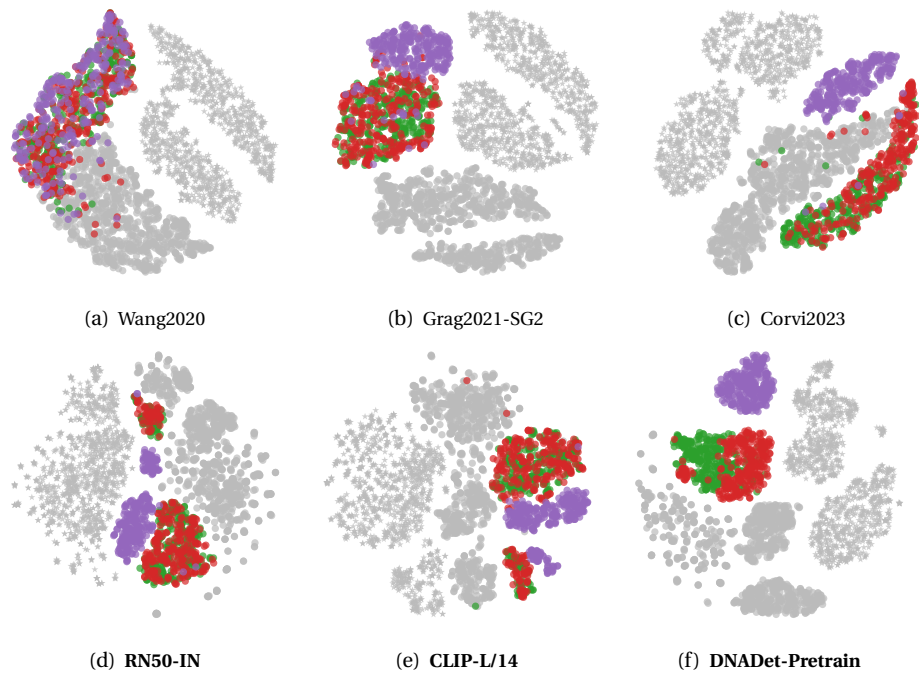 (a) Wang2020
(b) Grag2021-SG2
(c) Corvi2023
(d) RN50-IN
(e) CLIP-L/14
(f) DNADet-Pretrain